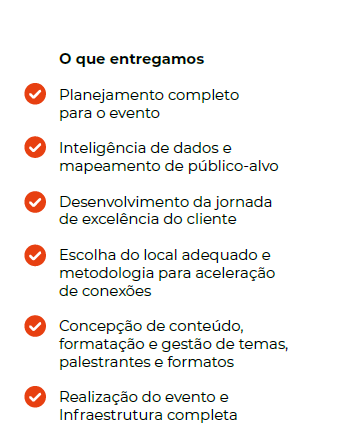 O que entregamos
Planejamento completo
para o evento
Inteligência de dados e
mapeamento de público-alvo
Desenvolvimento da jornada
de excelência do cliente
Escolha do local adequado e
metodologia para aceleração
de conexões
Concepção de conteúdo,
formatação e gestão de temas,
palestrantes e formatos
Realização do evento e
Infraestrutura completa